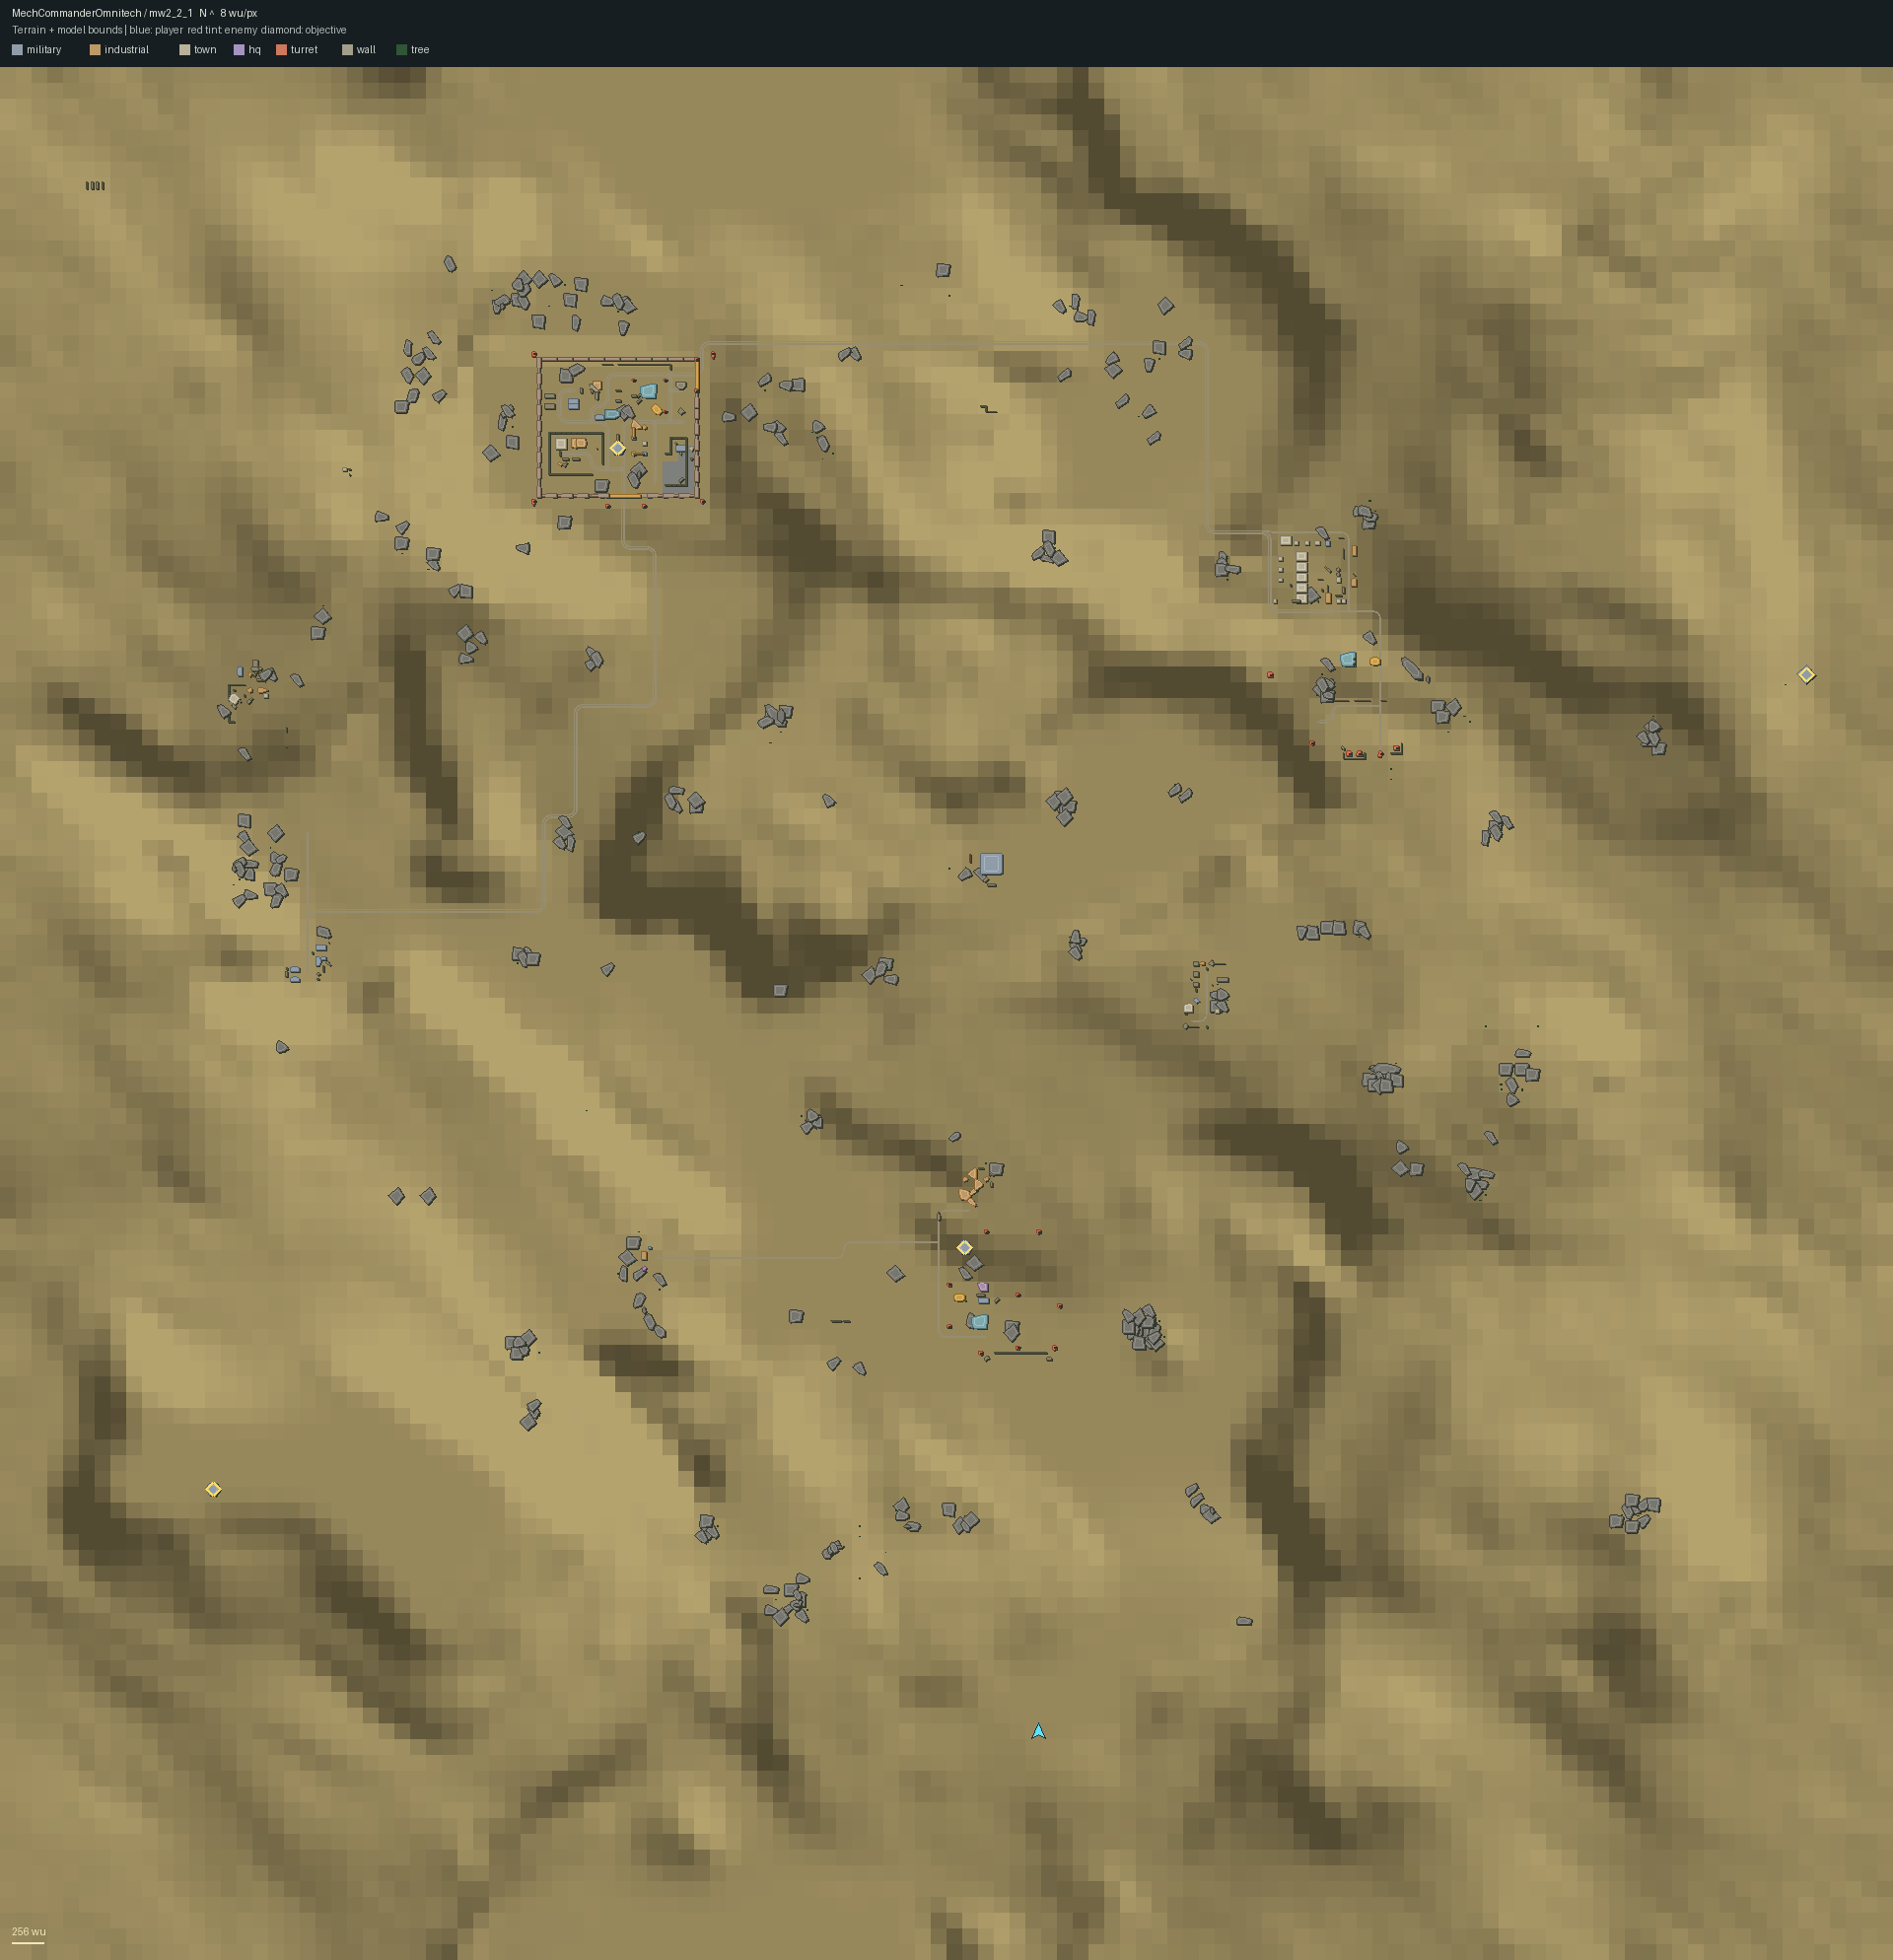 MechCommanderOmnitech / mw2_2_1 N ^ 8 wu/px
Terrain + model bounds | blue: player red tint: enemy diamond: objective
military industrial town hq turret wall tree
256 wu